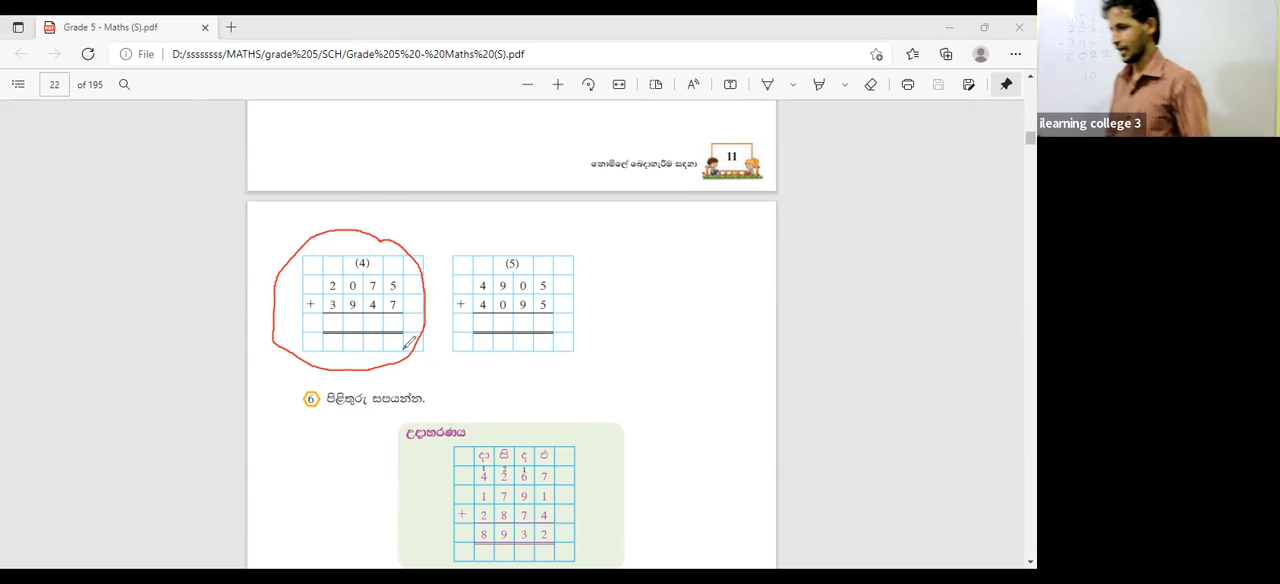 Grade 5 - Maths (S).pdf
File D:/ssssssss/MATHS/grade%205/SCH/Grade%205%20-%20Maths%20(S).pdf
22 of 195
ilearning college 3
නොමිලේ බෙදාහැරීම සඳහා 11
(4)
2 0 7 5
+ 3 9 4 7
(5)
4 9 0 5
+ 4 0 9 5
6 පිළිතුරු සපයන්න.
උදාහරණය
දා සි ද එ
1 2 1
4 2 6 7
1 7 9 1
+ 2 8 7 4
8 9 3 2